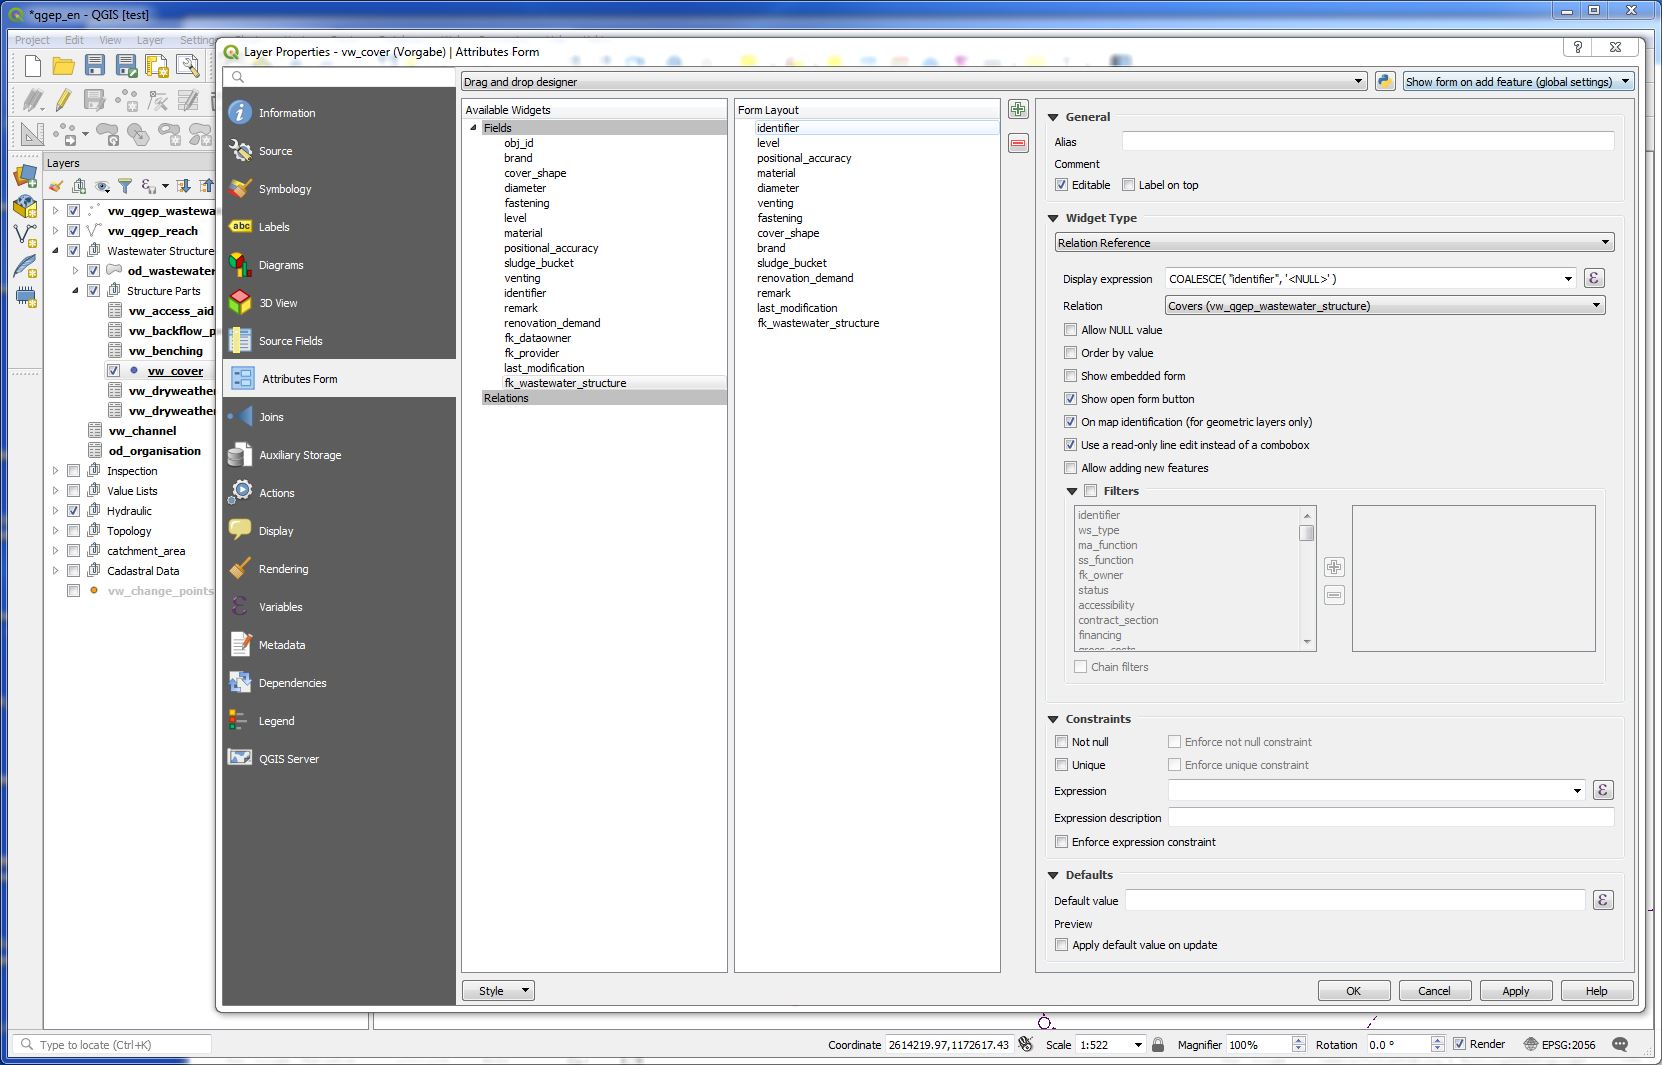 *qgep_en - QGIS [test]
Project Edit View Layer
Layer Properties - vw_cover (Vorgabe) | Attributes Form
Layers
vw_qgep_wastewa
vw_qgep_reach
Wastewater Structure
od_wastewater
Structure Parts
vw_access_aid
vw_backflow_p
vw_benching
vw_cover
vw_dryweather
vw_dryweather
vw_channel
od_organisation
Inspection
Value Lists
Hydraulic
Topology
catchment_area
Cadastral Data
vw_change_points
Information
Source
Symbology
abc Labels
Diagrams
3D View
Source Fields
Attributes Form
Joins
Auxiliary Storage
Actions
Display
Rendering
Variables
Metadata
Dependencies
Legend
QGIS Server
Drag and drop designer
Show form on add feature (global settings)
Available Widgets
Fields
obj_id
brand
cover_shape
diameter
fastening
level
material
positional_accuracy
sludge_bucket
venting
identifier
remark
renovation_demand
fk_dataowner
fk_provider
last_modification
fk_wastewater_structure
Relations
Form Layout
identifier
level
positional_accuracy
material
diameter
venting
fastening
cover_shape
brand
sludge_bucket
renovation_demand
remark
last_modification
fk_wastewater_structure
General
Alias
Comment
Editable Label on top
Widget Type
Relation Reference
Display expression COALESCE( "identifier", '<NULL>' )
Relation Covers (vw_qgep_wastewater_structure)
Allow NULL value
Order by value
Show embedded form
Show open form button
On map identification (for geometric layers only)
Use a read-only line edit instead of a combobox
Allow adding new features
Filters
identifier
ws_type
ma_function
ss_function
fk_owner
status
accessibility
contract_section
financing
gross_costs
Chain filters
Constraints
Not null Enforce not null constraint
Unique Enforce unique constraint
Expression
Expression description
Enforce expression constraint
Defaults
Default value
Preview
Apply default value on update
Style OK Cancel Apply Help
Type to locate (Ctrl+K) Coordinate 2614219.97,1172617.43 Scale 1:522 Magnifier 100% Rotation 0.0 ° Render EPSG:2056